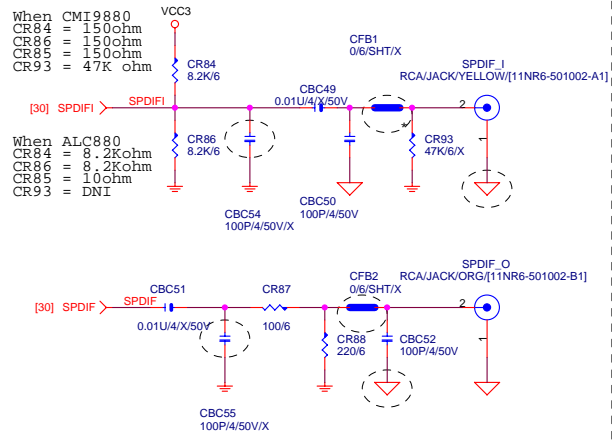 When CMI9880
CR84 = 150ohm
CR86 = 150ohm
CR85 = 150ohm
CR93 = 47K ohm
VCC3
CR84
8.2K/6
CFB1
0/6/SHT/X
CBC49
0.01U/4/X/50V
SPDIF_I
RCA/JACK/YELLOW/[11NR6-501002-A1]
[30] SPDIFI
SPDIFI
2
1
*
CR86
8.2K/6
CR93
47K/6/X
When ALC880
CR84 = 8.2Kohm
CR86 = 8.2Kohm
CR85 = 10ohm
CR93 = DNI
CBC54
100P/4/50V/X
CBC50
100P/4/50V
SPDIF_O
RCA/JACK/ORG/[11NR6-501002-B1]
CBC51
0.01U/4/X/50V
CR87
100/6
CFB2
0/6/SHT/X
[30] SPDIF
SPDIF
2
1
CR88
220/6
CBC52
100P/4/50V
CBC55
100P/4/50V/X